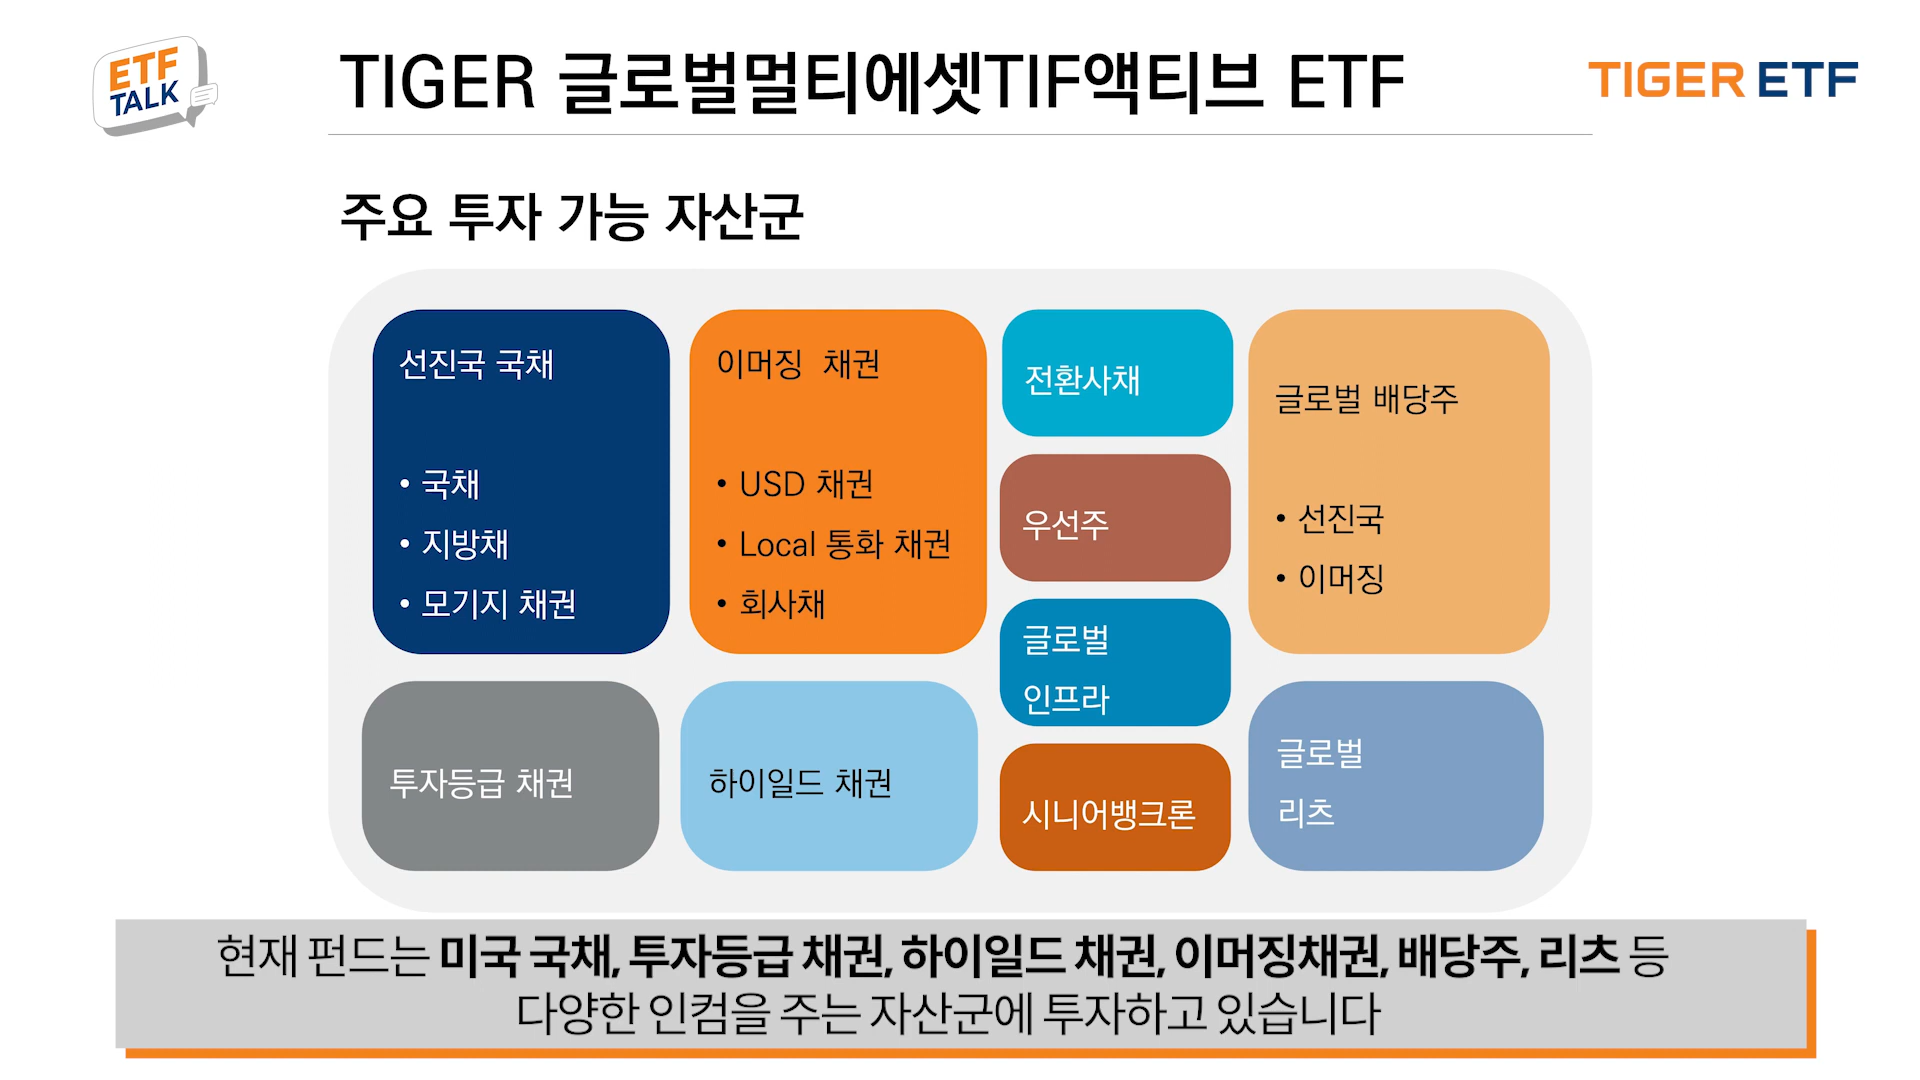 ETF
TALK
TIGER 글로벌멀티에셋TIF액티브 ETF
TIGER ETF
주요 투자 가능 자산군
선진국 국채
• 국채
• 지방채
• 모기지 채권
이머징 채권
• USD 채권
• Local 통화 채권
• 회사채
전환사채
우선주
글로벌
인프라
시니어뱅크론
글로벌 배당주
• 선진국
• 이머징
투자등급 채권
하이일드 채권
글로벌
리츠
현재 펀드는 미국 국채, 투자등급 채권, 하이일드 채권, 이머징채권, 배당주, 리츠 등
다양한 인컴을 주는 자산군에 투자하고 있습니다